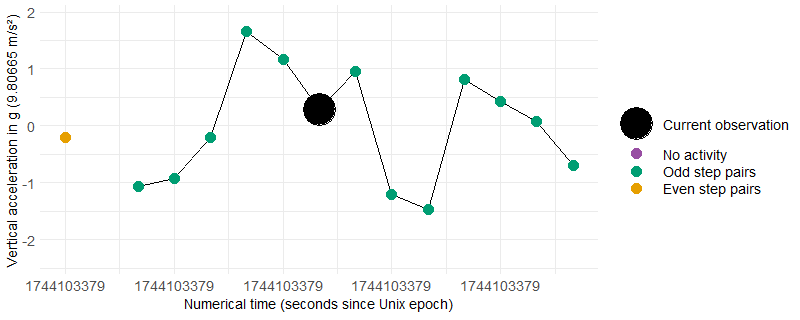 Vertical acceleration in g (9.80665 m/s²)
2
1
0
-1
-2
1744103379 1744103379 1744103379 1744103379 1744103379
Numerical time (seconds since Unix epoch)
Current observation
No activity
Odd step pairs
Even step pairs